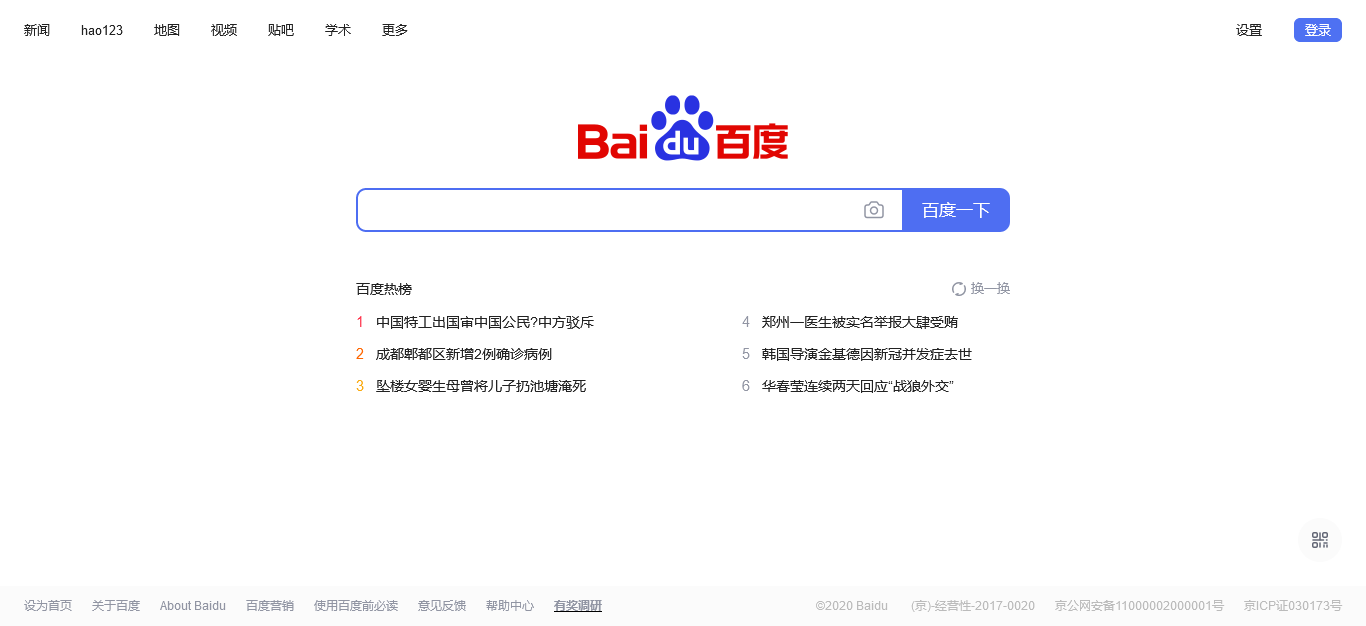 新闻 hao123 地图 视频 贴吧 学术 更多 设置 登录
Bai du 百度
百度一下
百度热榜 换一换
1 中国特工出国审中国公民?中方驳斥
4 郑州一医生被实名举报大肆受贿
2 成都郫都区新增2例确诊病例
5 韩国导演金基德因新冠并发症去世
3 坠楼女婴生母曾将儿子扔池塘淹死
6 华春莹连续两天回应“战狼外交”
设为首页 关于百度 About Baidu 百度营销 使用百度前必读 意见反馈 帮助中心 有奖调研 ©2020 Baidu (京)-经营性-2017-0020 京公网安备11000002000001号 京ICP证030173号